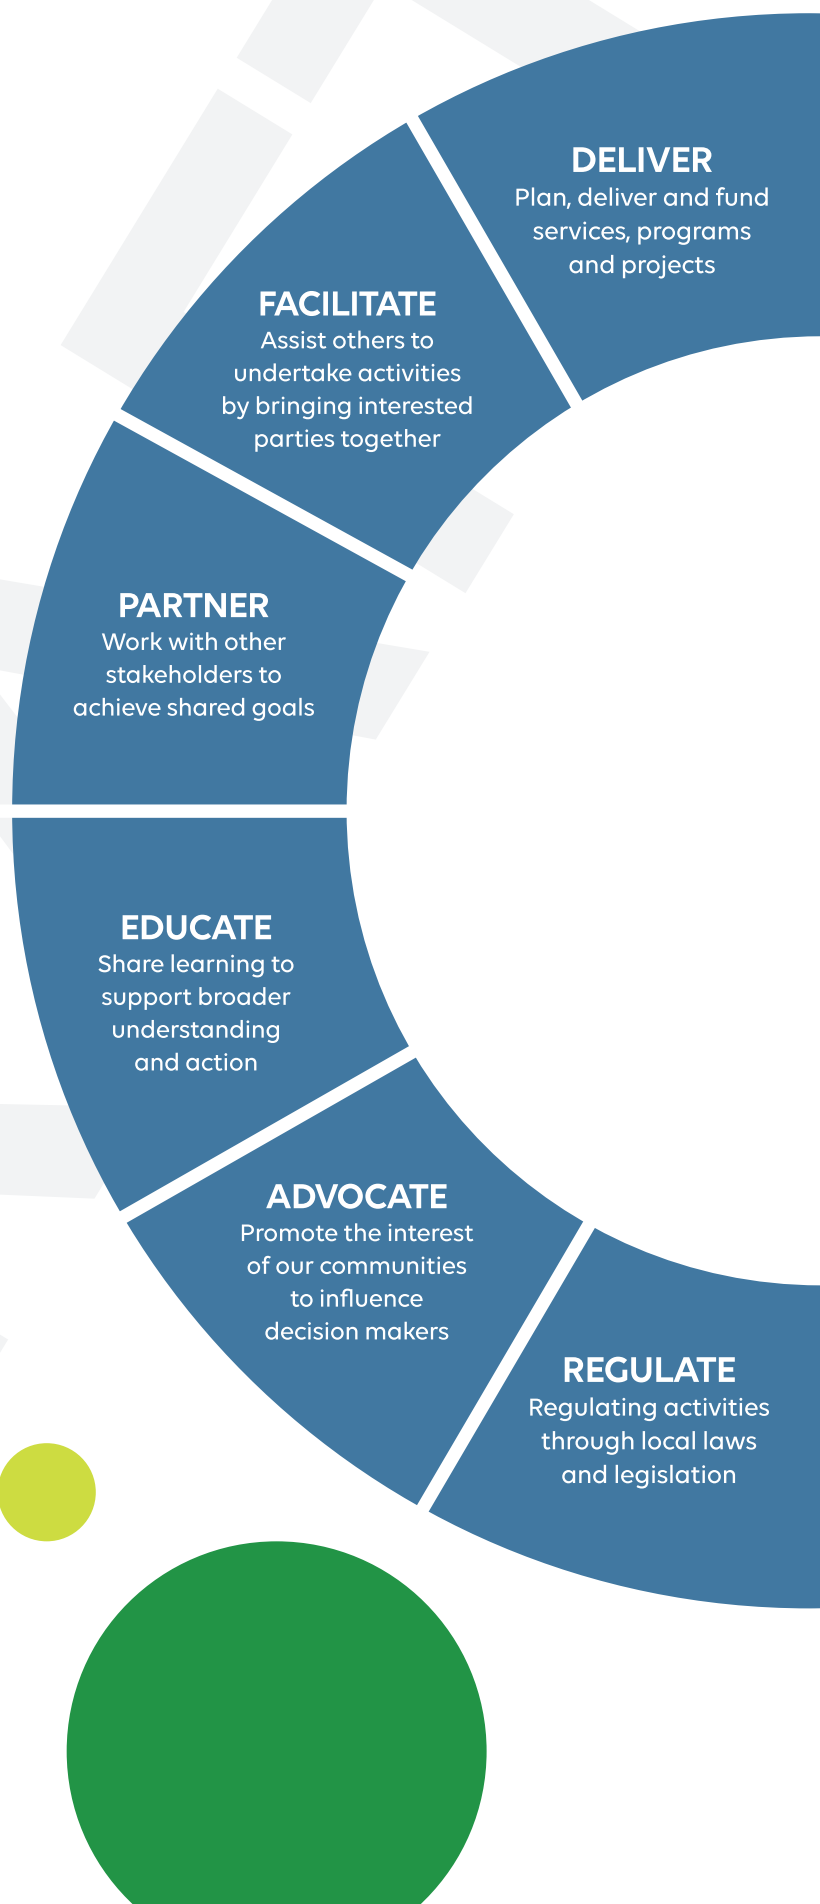 DELIVER
Plan, deliver and fund
services, programs
and projects
FACILITATE
Assist others to
undertake activities
by bringing interested
parties together
PARTNER
Work with other
stakeholders to
achieve shared goals
EDUCATE
Share learning to
support broader
understanding
and action
ADVOCATE
Promote the interest
of our communities
to influence
decision makers
REGULATE
Regulating activities
through local laws
and legislation